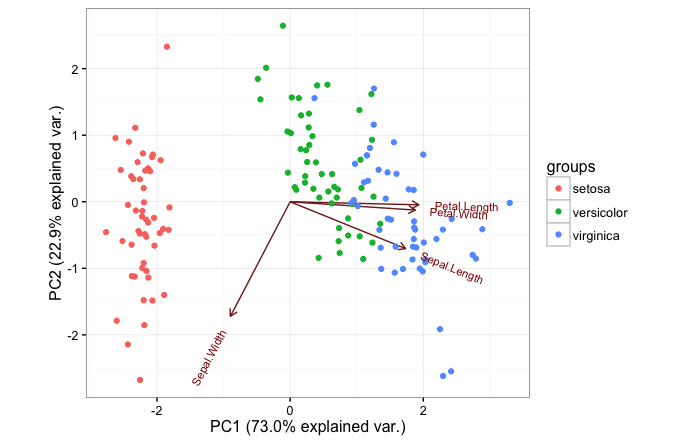 2
1
0
-1
-2
PC2 (22.9% explained var.)
Petal.Length
Petal.Width
Sepal.Length
Sepal.Width
-2
0
2
PC1 (73.0% explained var.)
groups
setosa
versicolor
virginica